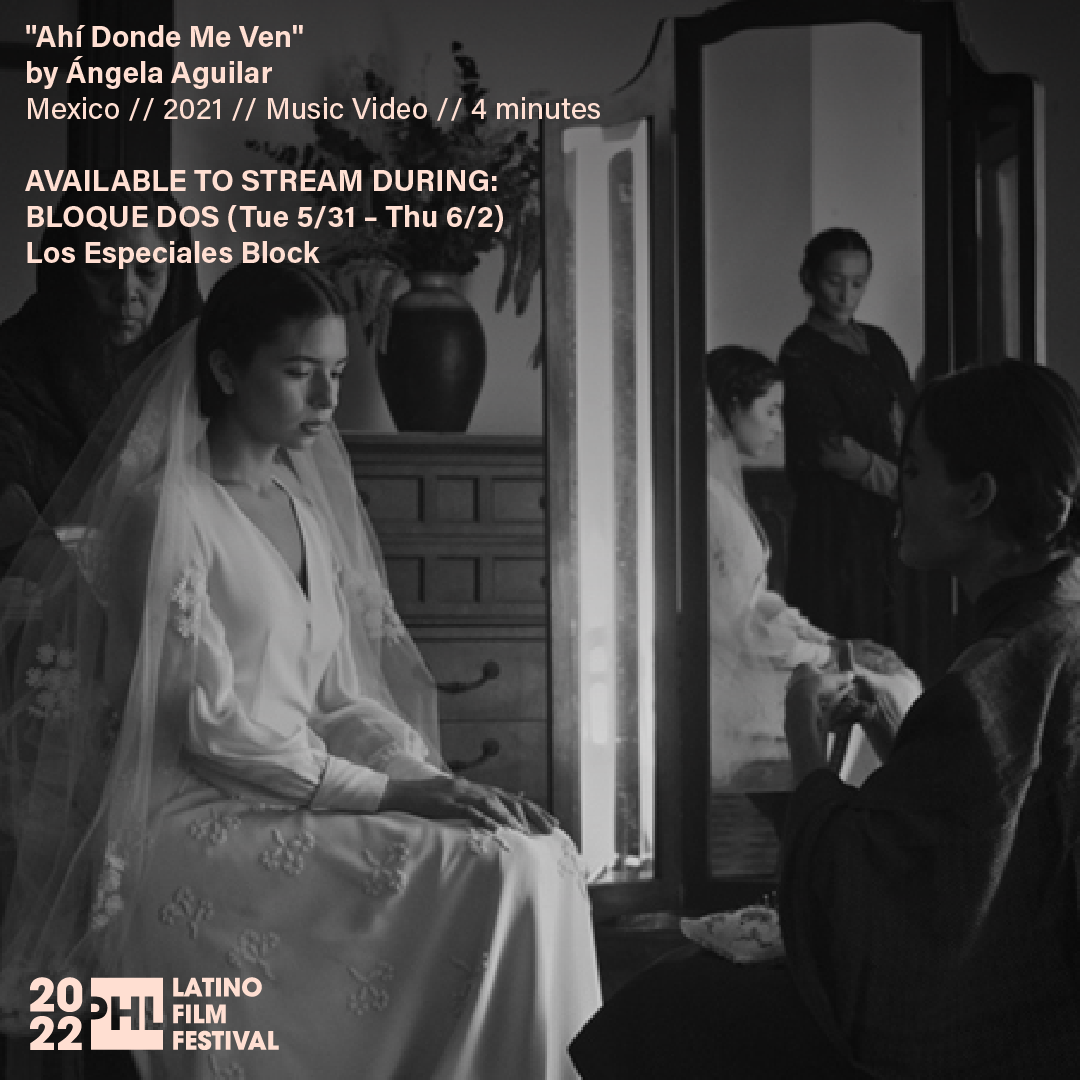 "Ahí Donde Me Ven"
by Ángela Aguilar
Mexico // 2021 // Music Video // 4 minutes
AVAILABLE TO STREAM DURING:
BLOQUE DOS (Tue 5/31 – Thu 6/2)
Los Especiales Block
20
22
PHL
LATINO
FILM
FESTIVAL